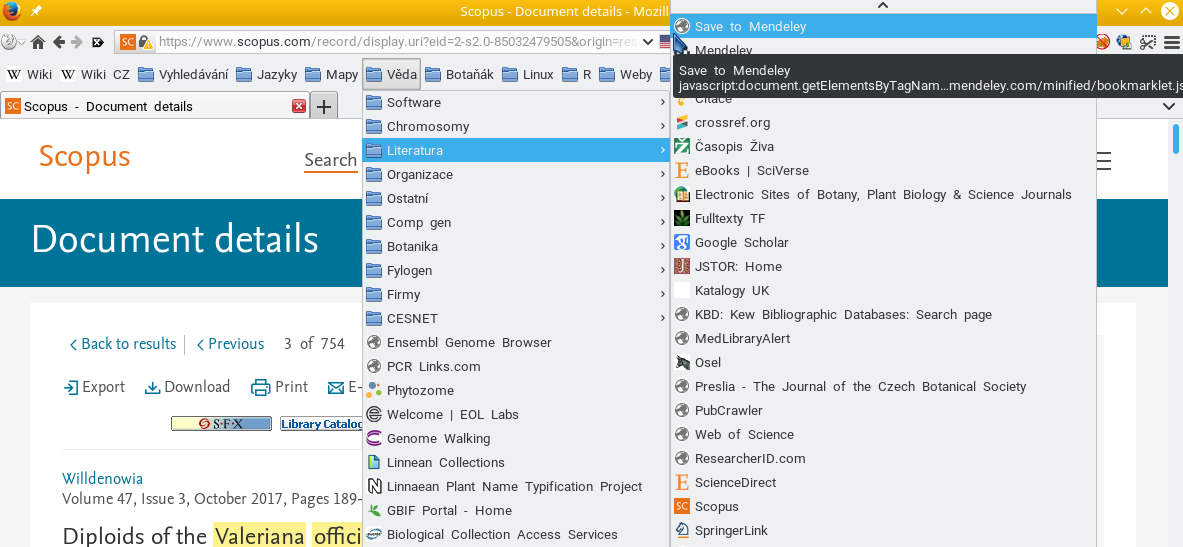 Scopus - Document details - Mozill
https://www.scopus.com/record/display.uri?eid=2-s2.0-85032479505&origin=res
Wiki
Wiki CZ
Vyhledávání
Jazyky
Mapy
Věda
Botaňák
Linux
R
Weby
SC Scopus - Document details
Scopus
Search
Document details
Back to results
Previous
3 of 754
Export
Download
Print
E-
S·F·X
Library Catalo
Willdenowia
Volume 47, Issue 3, October 2017, Pages 189-
Diploids of the Valeriana offici
Software
Chromosomy
Literatura
Organizace
Ostatní
Comp gen
Botanika
Fylogen
Firmy
CESNET
Ensembl Genome Browser
PCR Links.com
Phytozome
Welcome | EOL Labs
Genome Walking
Linnean Collections
Linnaean Plant Name Typification Project
GBIF Portal - Home
Biological Collection Access Services
Save to Mendeley
Mendeley
Save to Mendeley
javascript:document.getElementsByTagNam…mendeley.com/minified/bookmarklet.js
Citace
crossref.org
Časopis Živa
eBooks | SciVerse
Electronic Sites of Botany, Plant Biology & Science Journals
Fulltexty TF
Google Scholar
JSTOR: Home
Katalogy UK
KBD: Kew Bibliographic Databases: Search page
MedLibraryAlert
Osel
Preslia - The Journal of the Czech Botanical Society
PubCrawler
Web of Science
ResearcherID.com
ScienceDirect
SC Scopus
SpringerLink